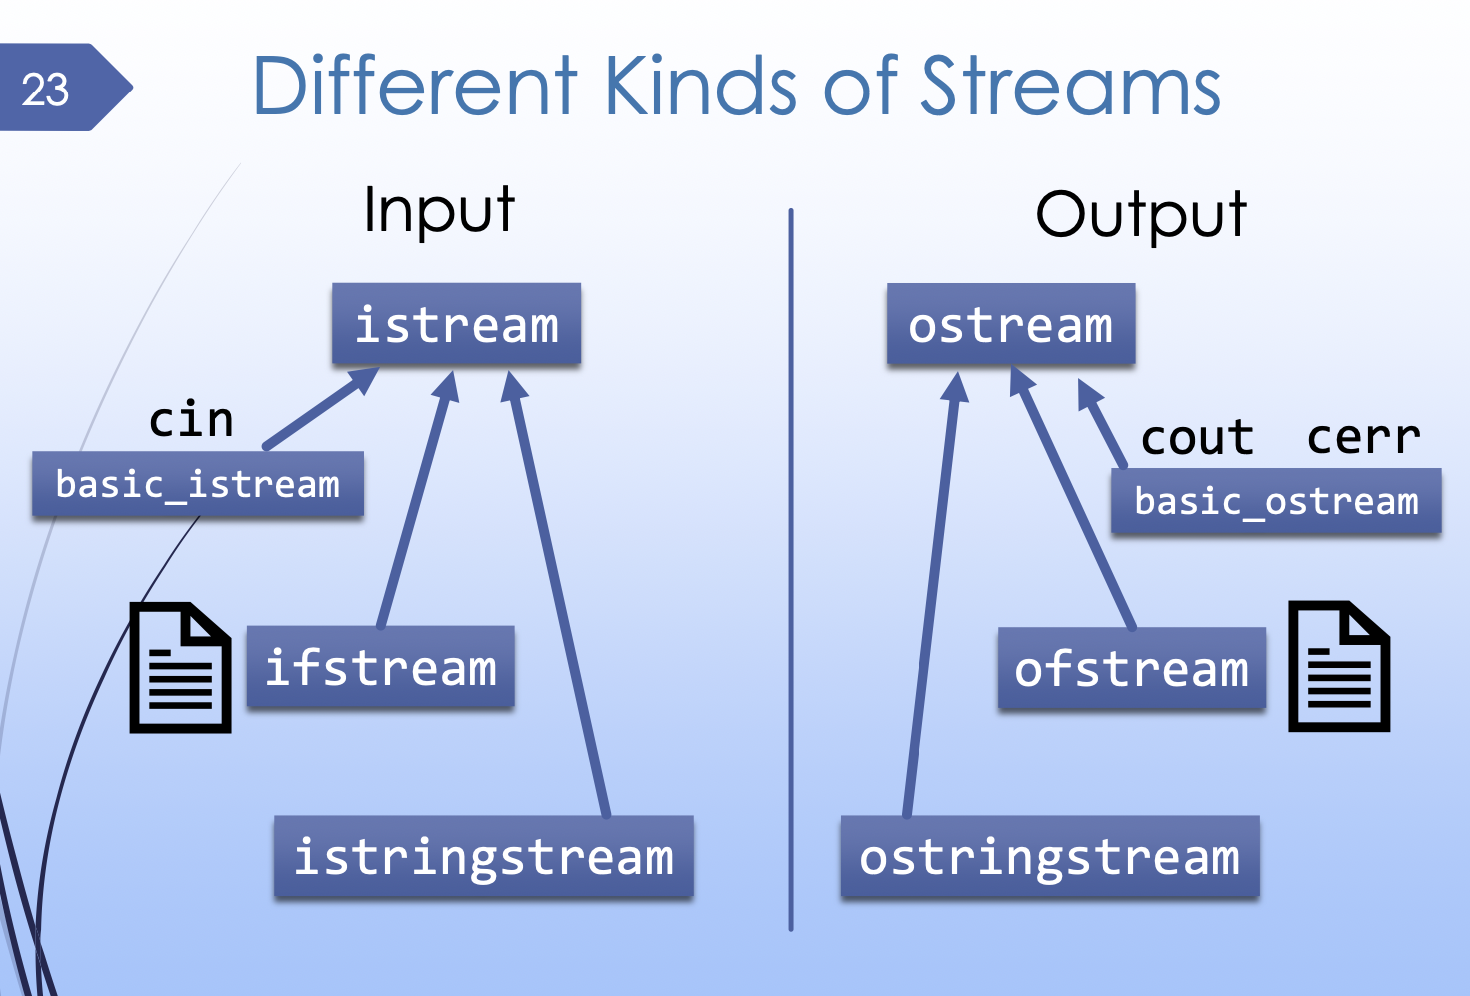 23
Different Kinds of Streams
Input
istream
cin
basic_istream
ifstream
istringstream
Output
ostream
cout cerr
basic_ostream
ofstream
ostringstream